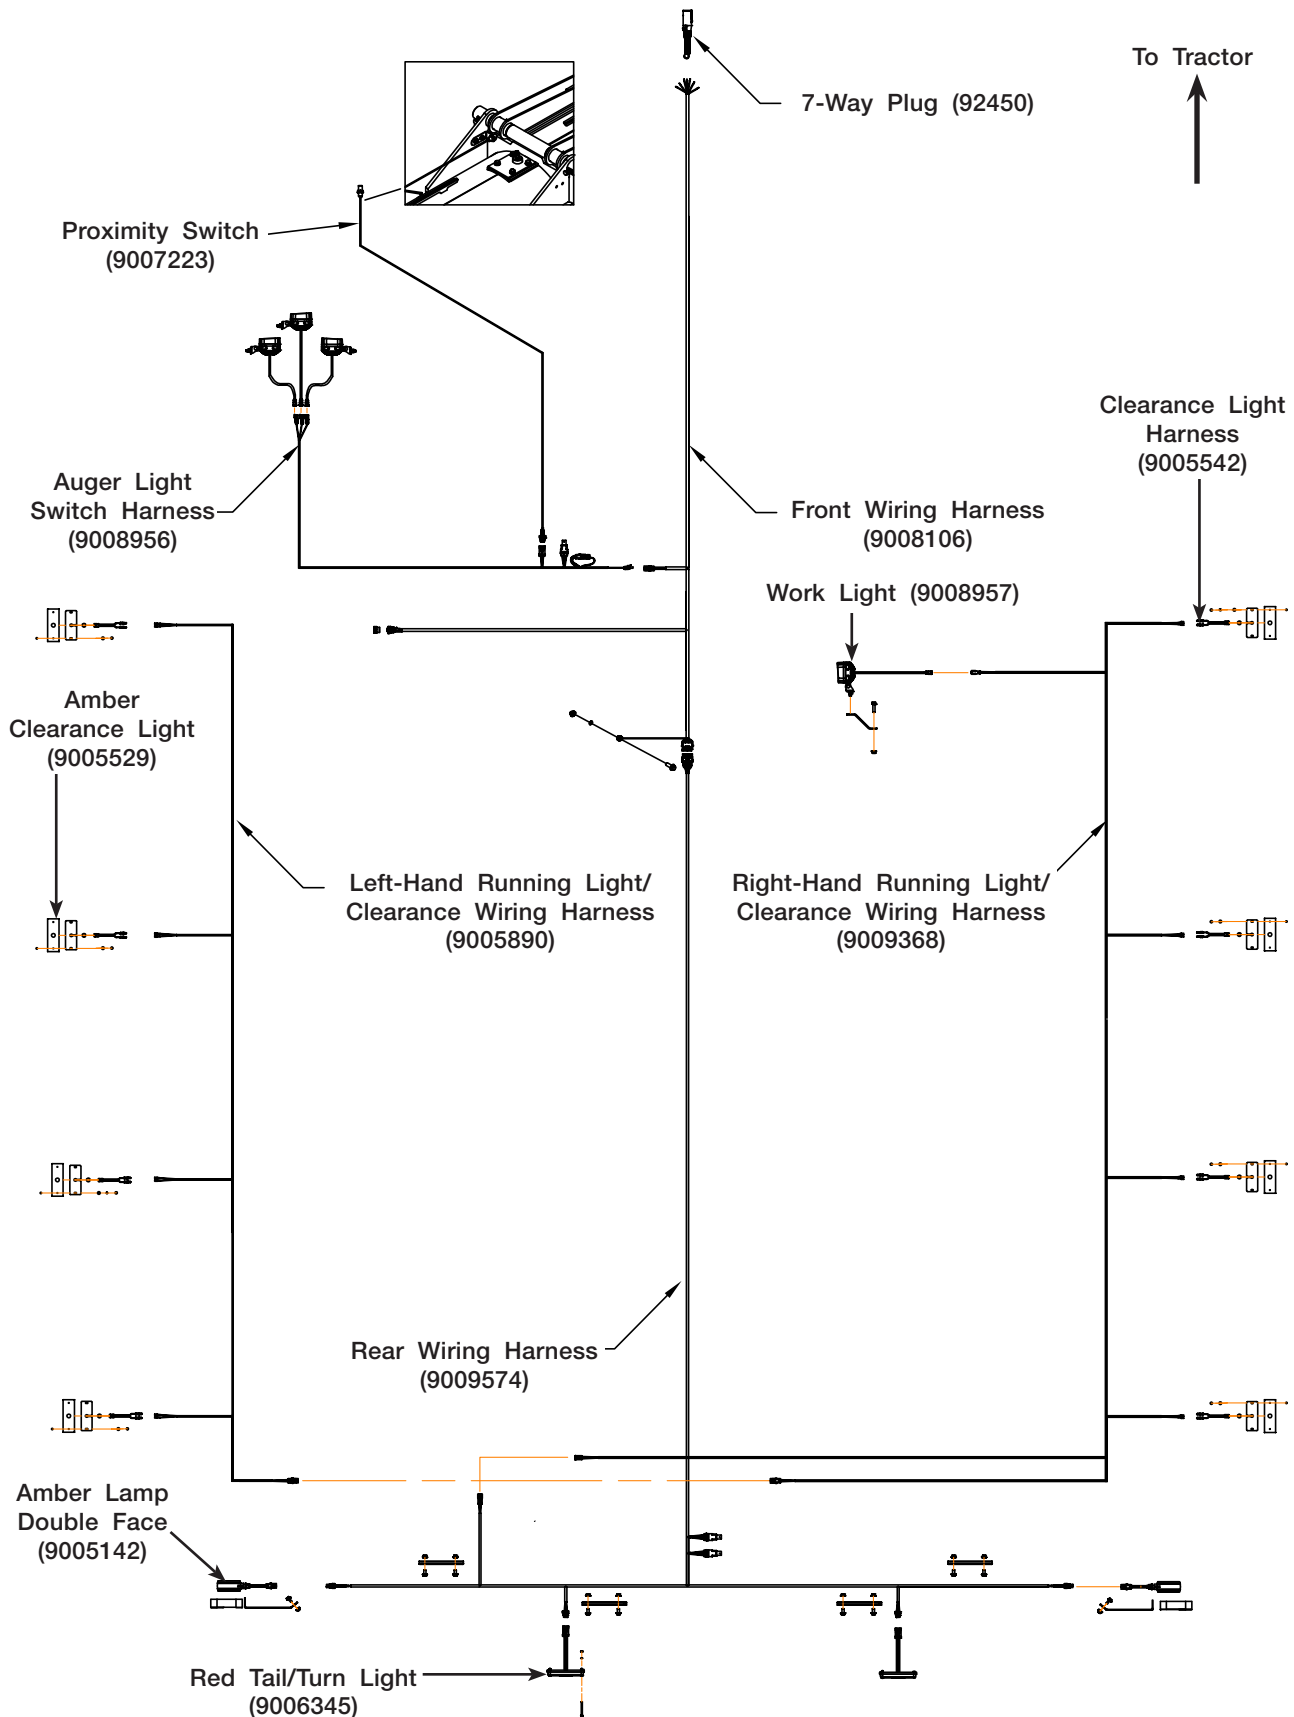 To Tractor
7-Way Plug (92450)
Proximity Switch
(9007223)
Clearance Light
Harness
(9005542)
Auger Light
Switch Harness
(9008956)
Front Wiring Harness
(9008106)
Work Light (9008957)
Amber
Clearance Light
(9005529)
Left-Hand Running Light/
Clearance Wiring Harness
(9005890)
Right-Hand Running Light/
Clearance Wiring Harness
(9009368)
Rear Wiring Harness
(9009574)
Amber Lamp
Double Face
(9005142)
Red Tail/Turn Light
(9006345)